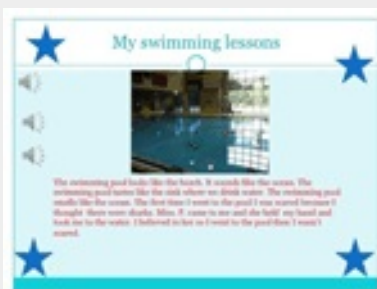 My swimming lessons
The swimming pool looks like the beach. It sounds like the ocean. The
swimming pool tastes like the sink where we drink water. The swimming pool
smells like the ocean. The first time I went to the pool I was scared because I
thought there were sharks. Miss. F. came to me and she held my hand and
took me to the water. I believed in her so I went to the pool then I wasn't
scared.